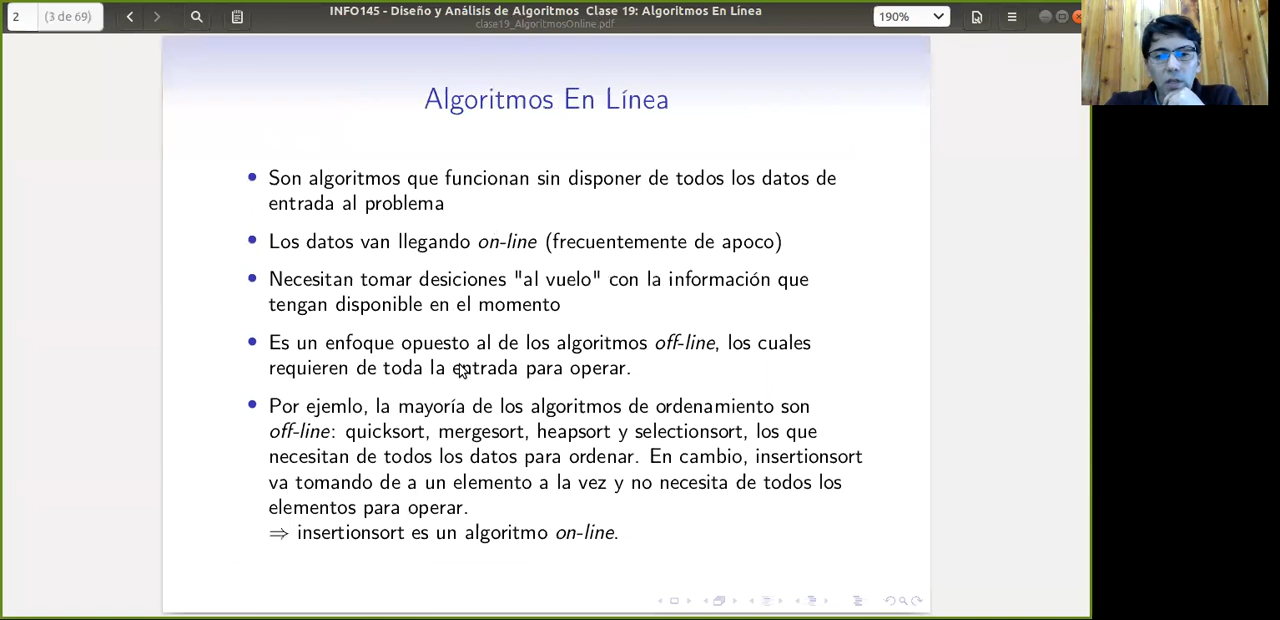 2
(3 de 69)
INFO145 - Diseño y Análisis de Algoritmos Clase 19: Algoritmos En Línea
clase19_AlgoritmosOnline.pdf
190%
Algoritmos En Línea
Son algoritmos que funcionan sin disponer de todos los datos de
entrada al problema
Los datos van llegando on-line (frecuentemente de apoco)
Necesitan tomar desiciones "al vuelo" con la información que
tengan disponible en el momento
Es un enfoque opuesto al de los algoritmos off-line, los cuales
requieren de toda la entrada para operar.
Por ejemplo, la mayoría de los algoritmos de ordenamiento son
off-line: quicksort, mergesort, heapsort y selectionsort, los que
necesitan de todos los datos para ordenar. En cambio, insertionsort
va tomando de a un elemento a la vez y no necesita de todos los
elementos para operar.
⇒ insertionsort es un algoritmo on-line.